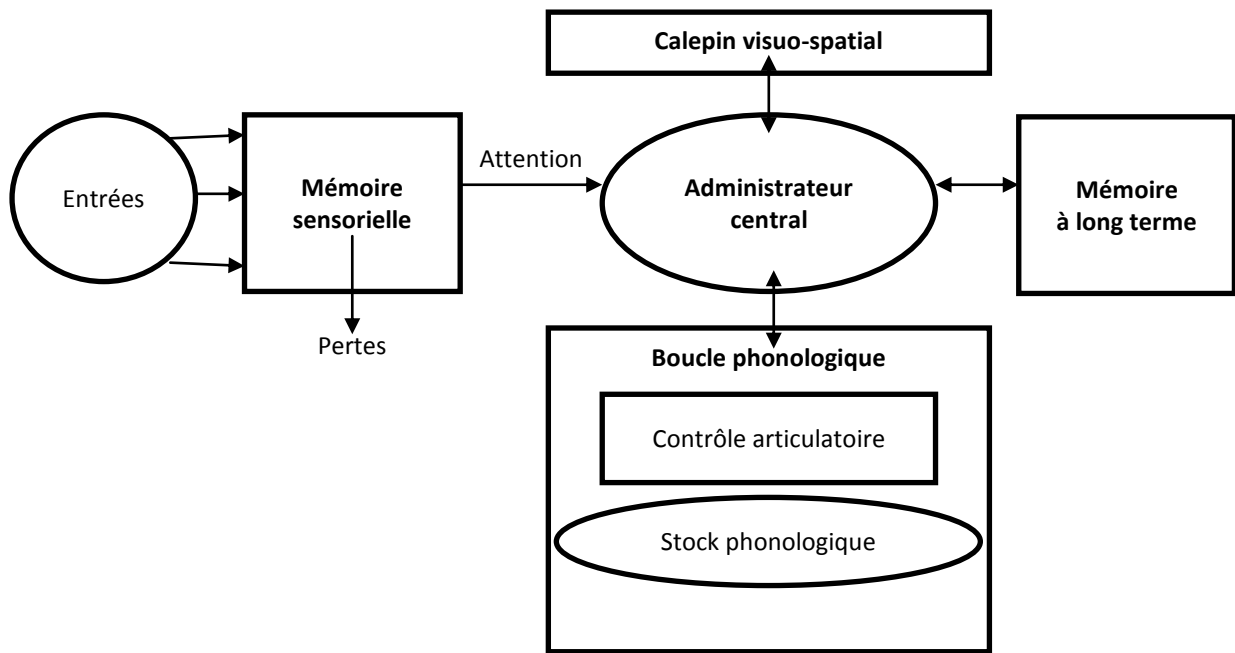 Calepin visuo-spatial
Entrées
Mémoire
sensorielle
Attention
Administrateur
central
Mémoire
à long terme
Pertes
Boucle phonologique
Contrôle articulatoire
Stock phonologique